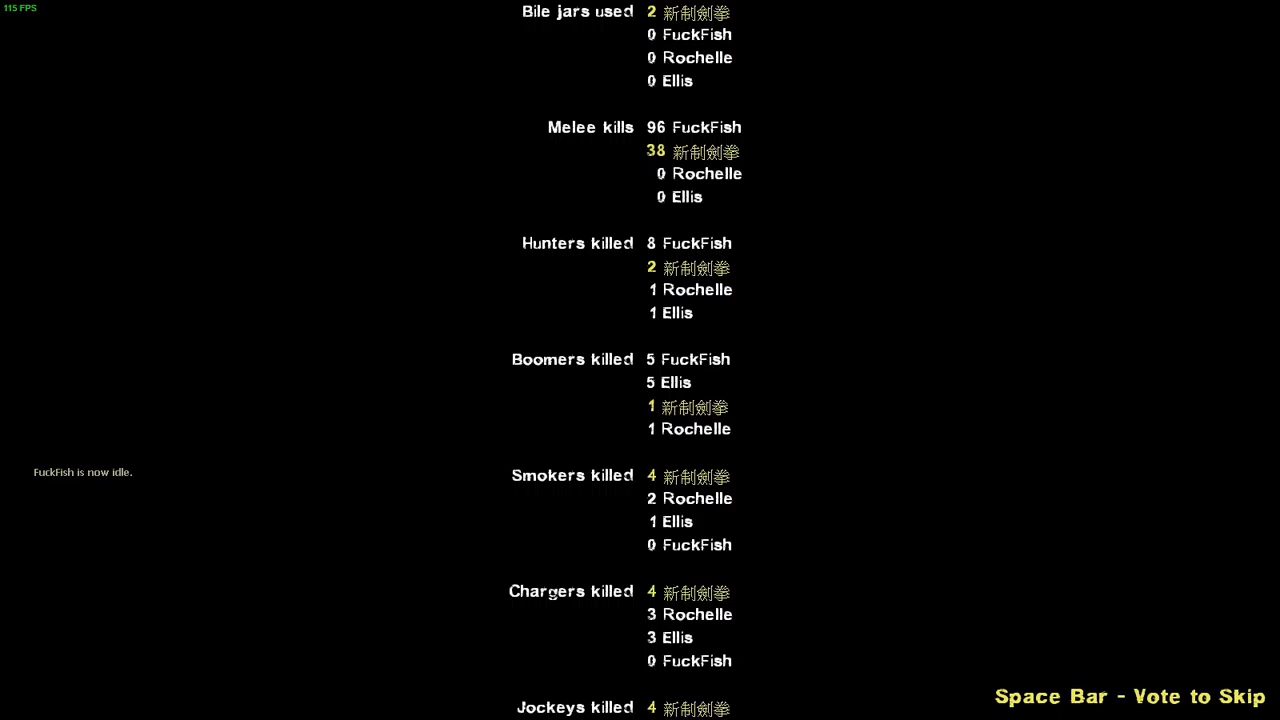 115 FPS
Bile jars used 2 新制劍拳
0 FuckFish
0 Rochelle
0 Ellis
Melee kills 96 FuckFish
38 新制劍拳
0 Rochelle
0 Ellis
Hunters killed 8 FuckFish
2 新制劍拳
1 Rochelle
1 Ellis
Boomers killed 5 FuckFish
5 Ellis
1 新制劍拳
1 Rochelle
FuckFish is now idle.
Smokers killed 4 新制劍拳
2 Rochelle
1 Ellis
0 FuckFish
Chargers killed 4 新制劍拳
3 Rochelle
3 Ellis
0 FuckFish
Space Bar - Vote to Skip
Jockeys killed 4 新制劍拳